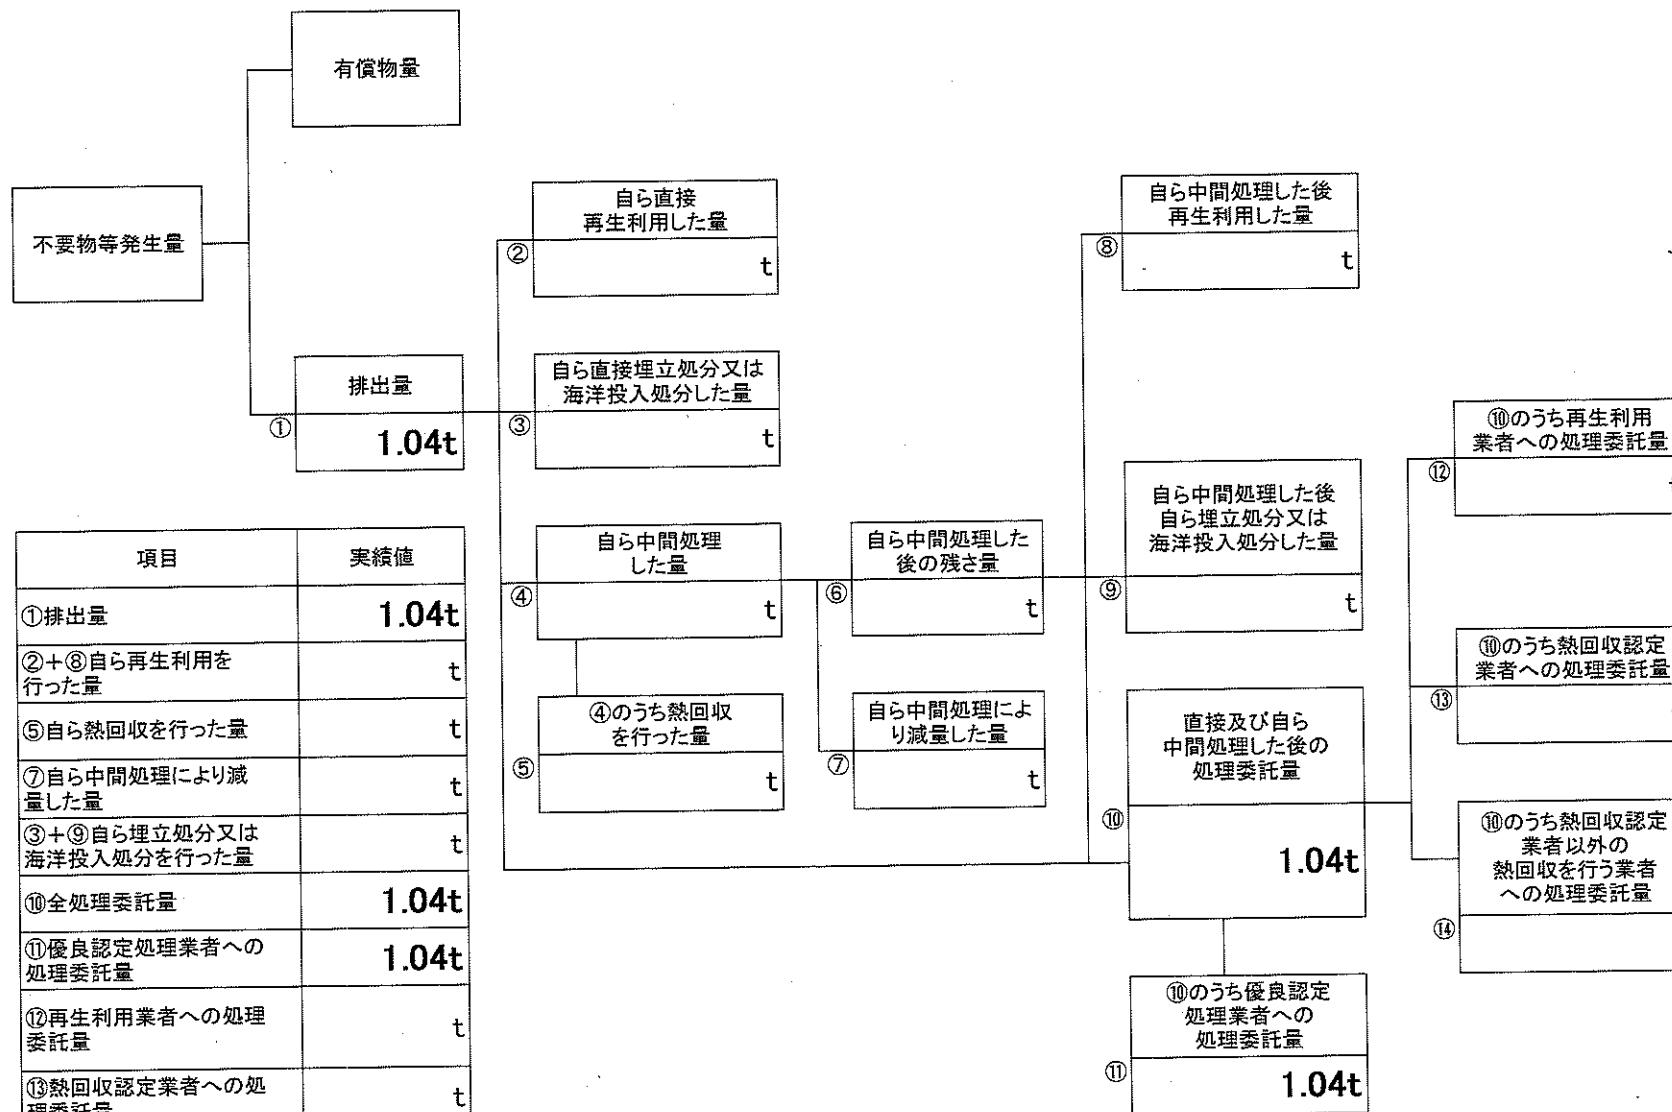 有償物量
不要物等発生量
排出量
①
1.04t
自ら直接
再生利用した量
②
t
自ら直接埋立処分又は
海洋投入処分した量
③
t
自ら中間処理
した量
④
t
④のうち熱回収
を行った量
⑤
t
自ら中間処理した
後の残さ量
⑥
t
自ら中間処理によ
り減量した量
⑦
t
自ら中間処理した後
再生利用した量
⑧
t
自ら中間処理した後
自ら埋立処分又は
海洋投入処分した量
⑨
t
直接及び自ら
中間処理した後の
処理委託量
⑩
1.04t
⑩のうち優良認定
処理業者への
処理委託量
⑪
1.04t
⑩のうち再生利用
業者への処理委託量
⑫
⑩のうち熱回収認定
業者への処理委託量
⑬
⑩のうち熱回収認定
業者以外の
熱回収を行う業者
への処理委託量
⑭
項目 実績値
①排出量 1.04t
②+⑧自ら再生利用を
行った量 t
⑤自ら熱回収を行った量 t
⑦自ら中間処理により減
量した量 t
③+⑨自ら埋立処分又は
海洋投入処分を行った量 t
⑩全処理委託量 1.04t
⑪優良認定処理業者への
処理委託量 1.04t
⑫再生利用業者への処理
委託量 t
⑬熱回収認定業者への処
理委託量 t